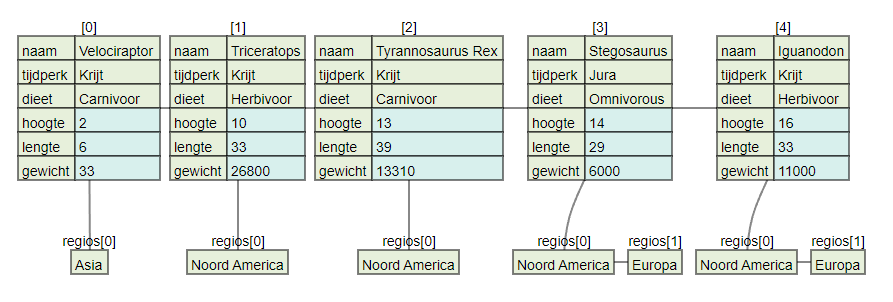 [0] [1] [2] [3] [4]
naam Velociraptor naam Triceratops naam Tyrannosaurus Rex naam Stegosaurus naam Iguanodon
tijdperk Krijt tijdperk Krijt tijdperk Krijt tijdperk Jura tijdperk Krijt
dieet Carnivoor dieet Herbivoor dieet Carnivoor dieet Omnivorous dieet Herbivoor
hoogte 2 hoogte 10 hoogte 13 hoogte 14 hoogte 16
lengte 6 lengte 33 lengte 39 lengte 29 lengte 33
gewicht 33 gewicht 26800 gewicht 13310 gewicht 6000 gewicht 11000
regios[0] regios[0] regios[0] regios[0] regios[1] regios[0] regios[1]
Asia Noord America Noord America Noord America Europa Noord America Europa